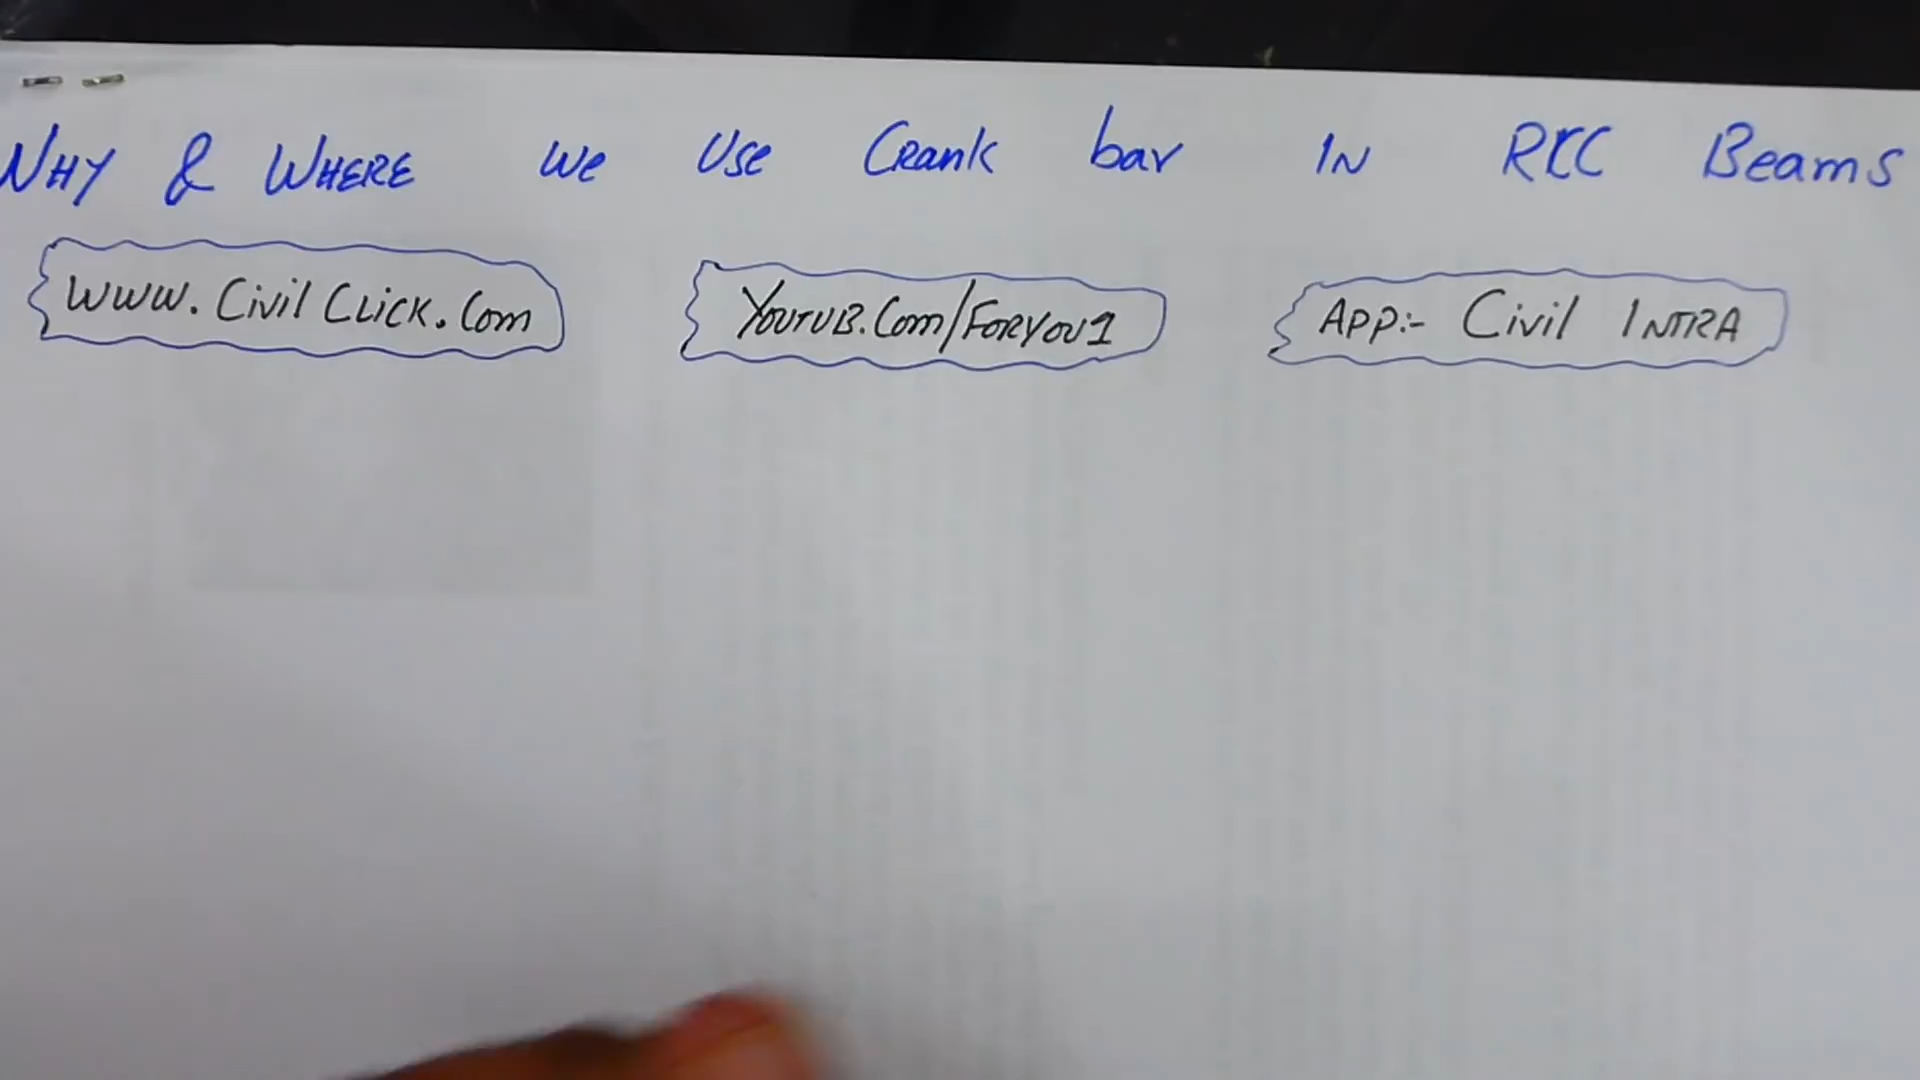 WHY & WHERE We Use Crank bar IN RCC Beams
WWW.Civil Click.Com
YOUTUB.Com/FORYOU1
APP:- Civil INTRA